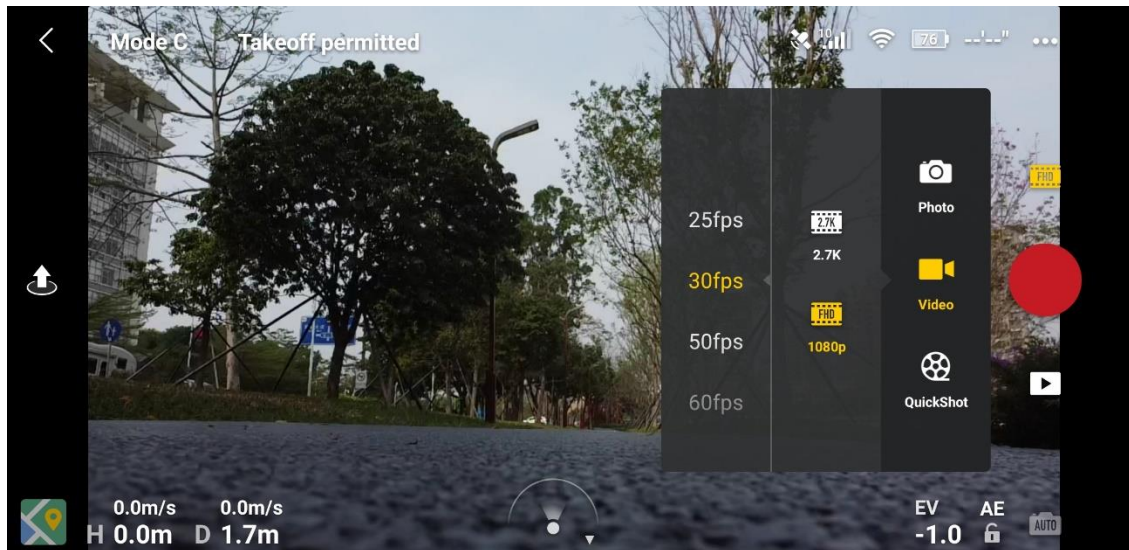 Mode C
Takeoff permitted
10
76
--'--"
FHD
25fps
30fps
50fps
60fps
2.7K
2.7K
FHD
1080p
Photo
Video
QuickShot
0.0m/s
0.0m/s
H 0.0m
D 1.7m
EV
-1.0
AE
AUTO